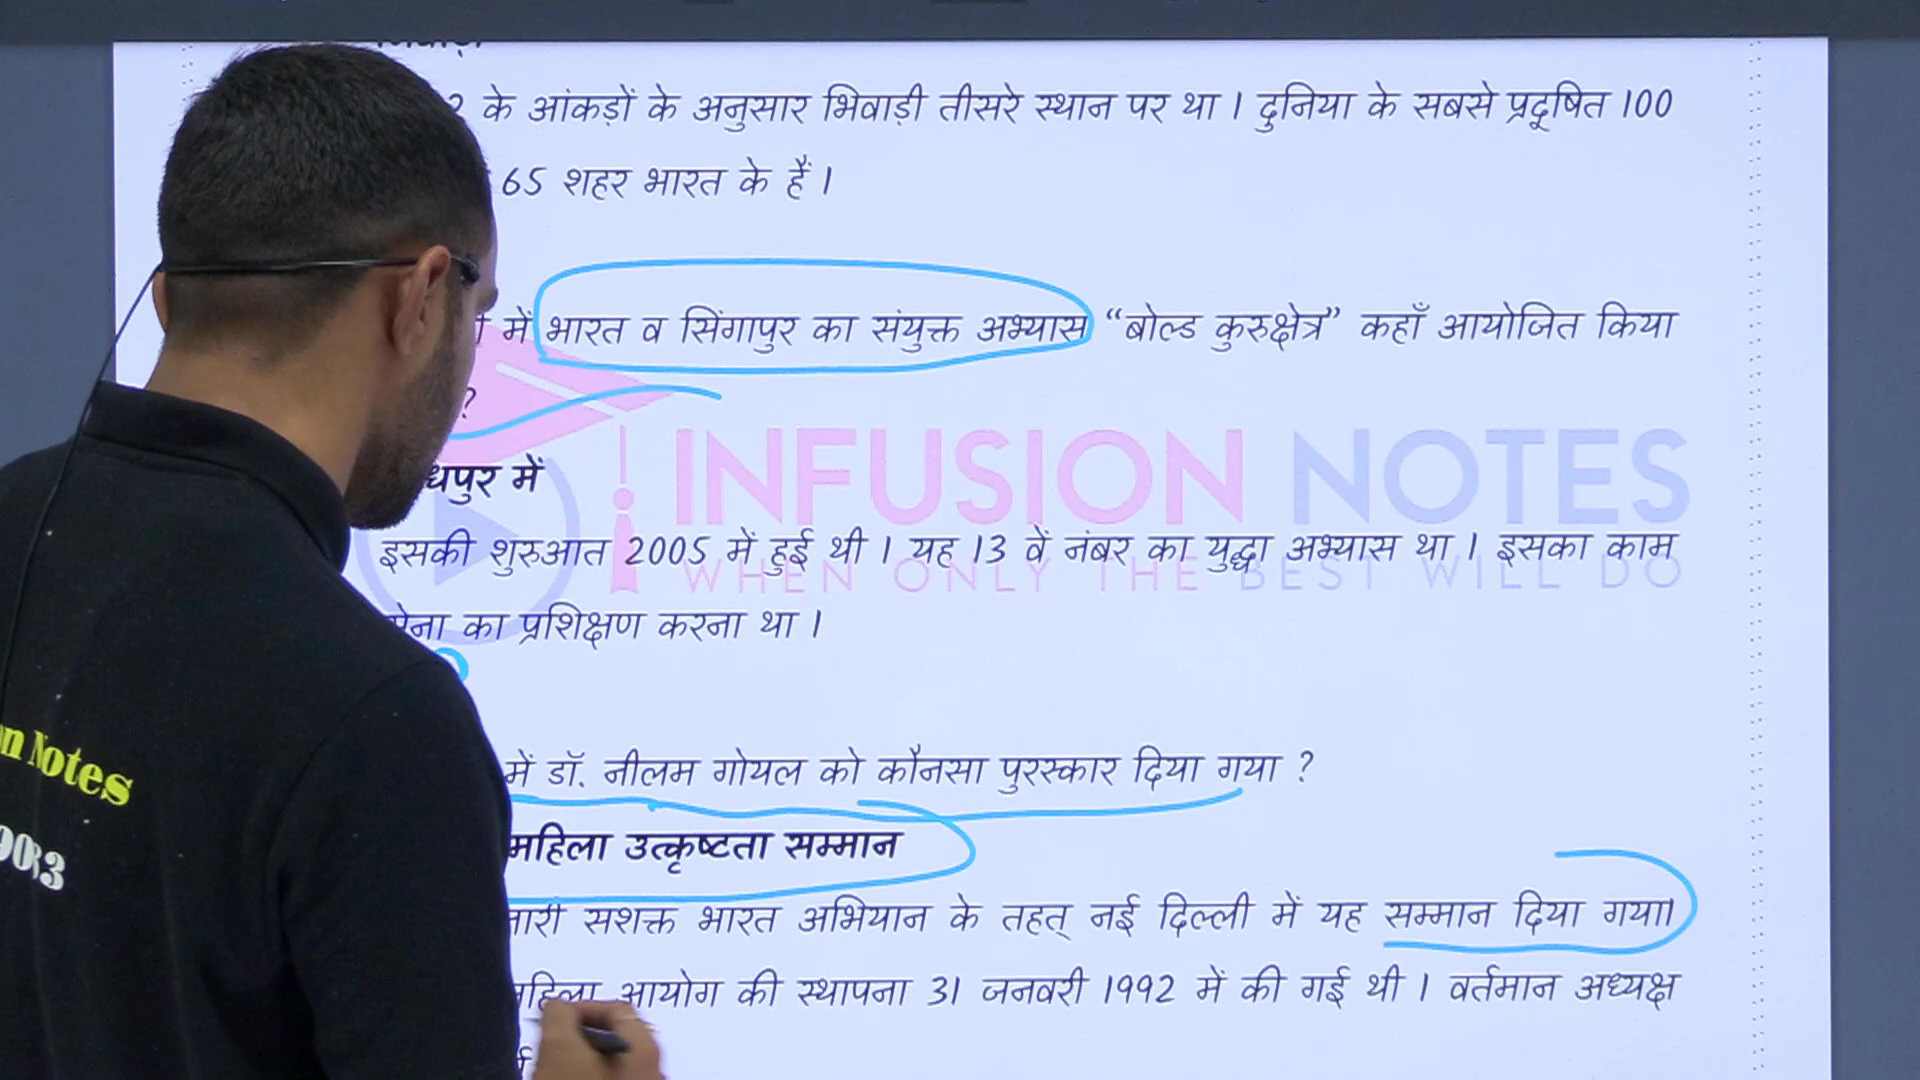 के आंकड़ों के अनुसार भिवाड़ी तीसरे स्थान पर था । दुनिया के सबसे प्रदूषित 100
65 शहर भारत के हैं ।
में भारत व सिंगापुर का संयुक्त अभ्यास “बोल्ड कुरुक्षेत्र” कहाँ आयोजित किया
?
INFUSION NOTES
धपुर में
इसकी शुरुआत 2005 में हुई थी । यह 13 वें नंबर का युद्धा अभ्यास था । इसका काम
WHEN ONLY THE BEST WILL DO
सेना का प्रशिक्षण करना था ।
में डॉ. नीलम गोयल को कौनसा पुरस्कार दिया गया ?
n Notes
महिला उत्कृष्टता सम्मान
नारी सशक्त भारत अभियान के तहत् नई दिल्ली में यह सम्मान दिया गया।
महिला आयोग की स्थापना 31 जनवरी 1992 में की गई थी । वर्तमान अध्यक्ष